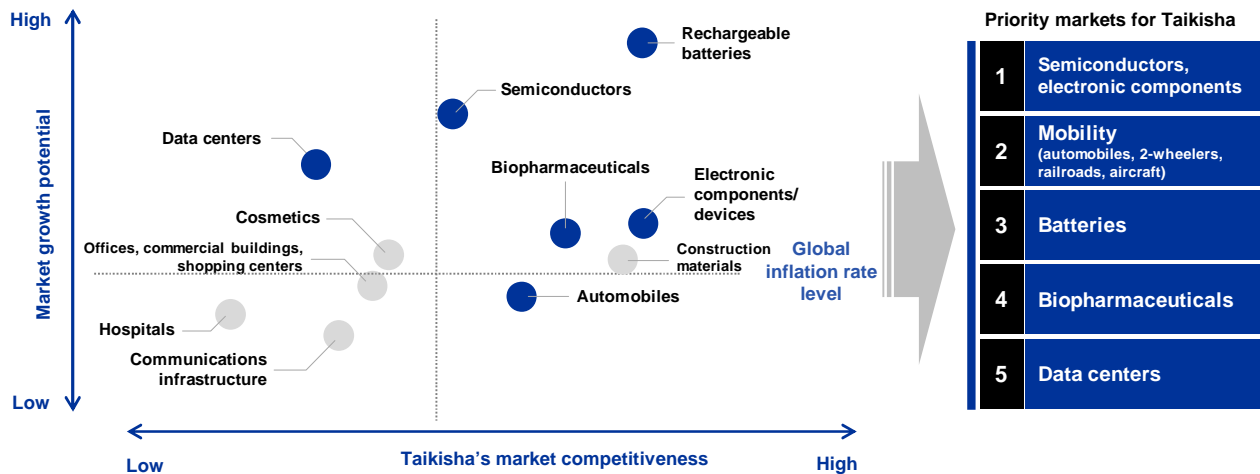 High
Market growth potential
Low
Rechargeable
batteries
Semiconductors
Data centers
Biopharmaceuticals
Electronic
components/
devices
Cosmetics
Offices, commercial buildings,
shopping centers
Construction
materials
Global
inflation rate
level
Automobiles
Hospitals
Communications
infrastructure
Low
Taikisha's market competitiveness
High
Priority markets for Taikisha
1
Semiconductors,
electronic components
2
Mobility
(automobiles, 2-wheelers,
railroads, aircraft)
3
Batteries
4
Biopharmaceuticals
5
Data centers